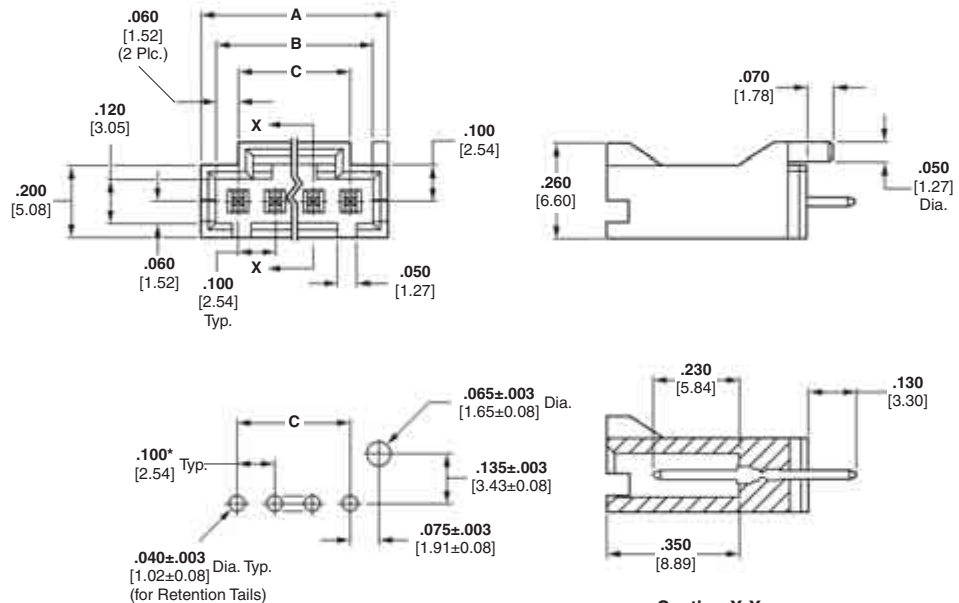 .060
[1.52]
(2 Plc.)
A
B
C
.120
[3.05]
X
.100
[2.54]
.200
[5.08]
.060
[1.52]
.100
[2.54]
Typ.
X
.050
[1.27]
.070
[1.78]
.260
[6.60]
.050
[1.27]
Dia.
C
.065±.003 Dia.
[1.65±0.08]
.100* Typ.
[2.54]
.135±.003
[3.43±0.08]
.075±.003
[1.91±0.08]
.040±.003 Dia. Typ.
[1.02±0.08]
(for Retention Tails)
.230
[5.84]
.130
[3.30]
.350
[8.89]